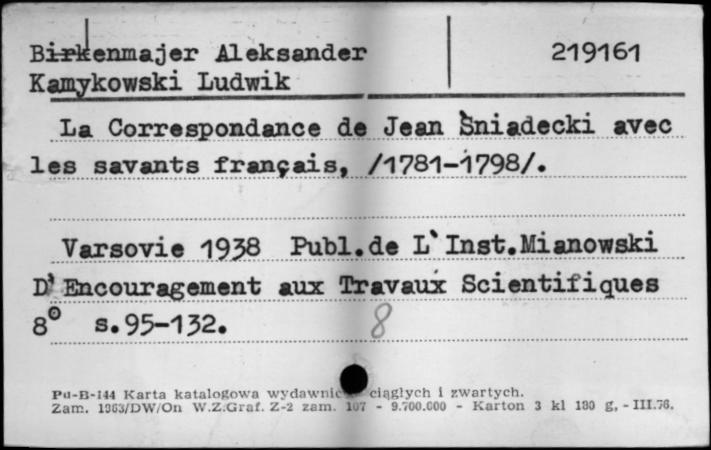 Birkenmajer Aleksander 219161
Kamykowski Ludwik
La Correspondance de Jean Śniadecki avec
les savants français, /1781-1798/.
Varsovie 1938 Publ.de L`Inst.Mianowski
D'Encouragement aux Travaux Scientifiques
8° s.95-132. 8
Pu-B-144 Karta katalogowa ciągłych i zwartych.
Zam. 1963/DW/On W.Z.Graf. Z-2 zam. 107 - 9.700.000 - Karton 3 kl 180 g, - III.76.